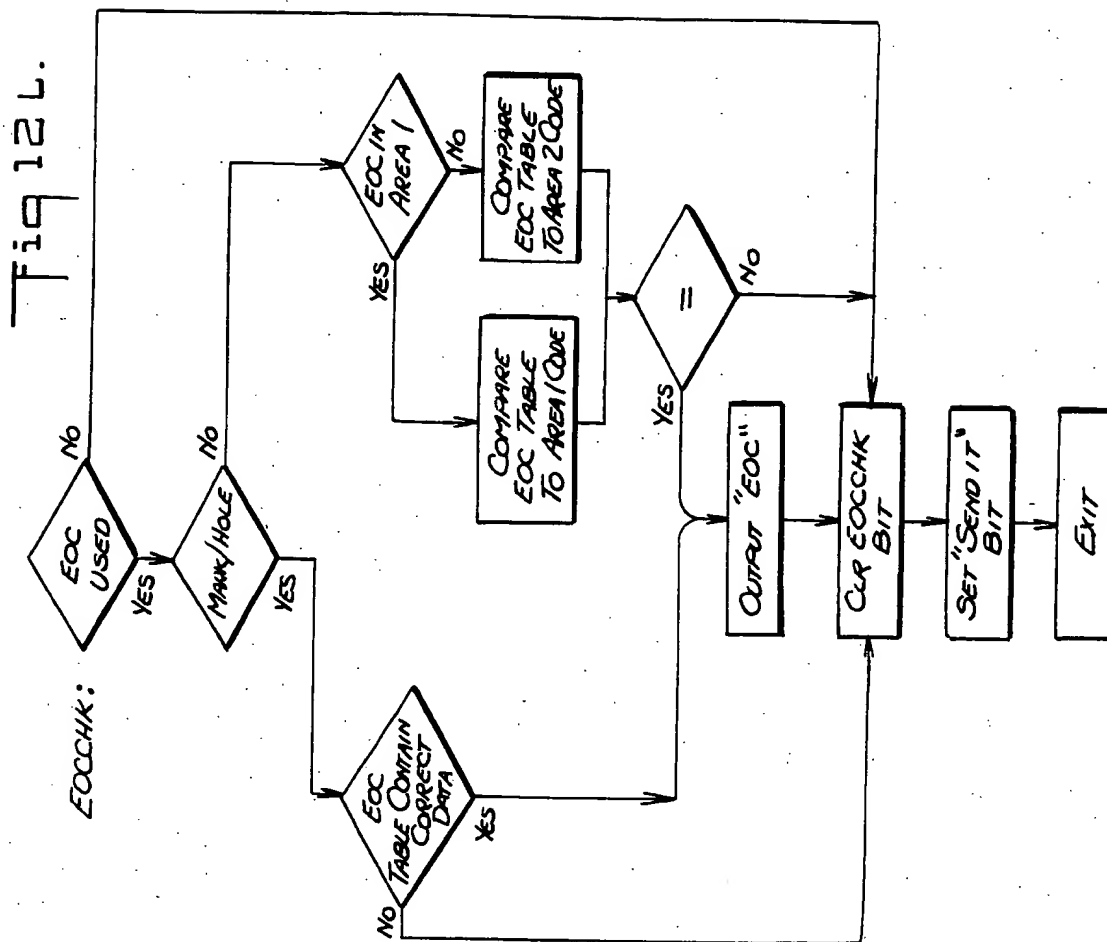 Fig 12L.
EOCCHK:
EOC
USED
NO
YES
MARK/HOLE
NO
YES
EOC IN
AREA 1
YES
NO
COMPARE
EOC TABLE
TO AREA 1 CODE
COMPARE
EOC TABLE
TO AREA 2 CODE
EOC
TABLE CONTAIN
CORRECT
DATA
NO
YES
=
YES
NO
OUTPUT "EOC"
CLR EOCCHK
BIT
SET "SEND IT"
BIT
EXIT